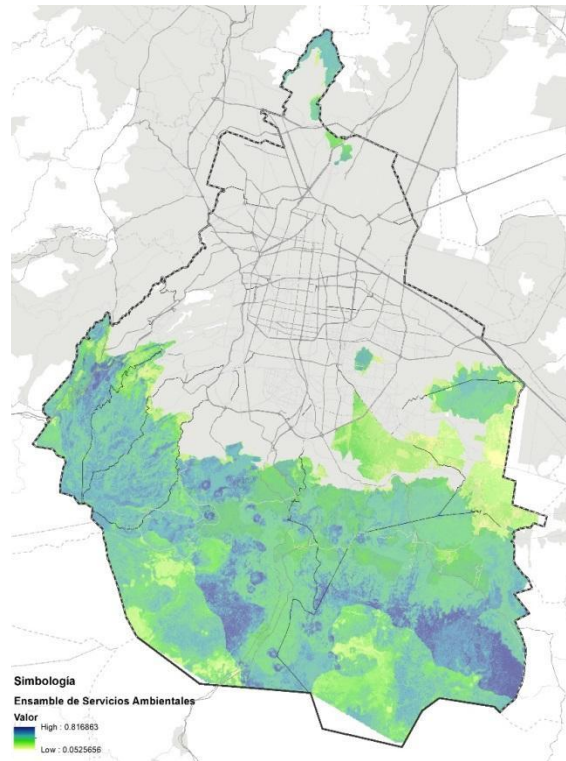 Simbología
Ensamble de Servicios Ambientales
Valor
High : 0.816863
Low : 0.0525656